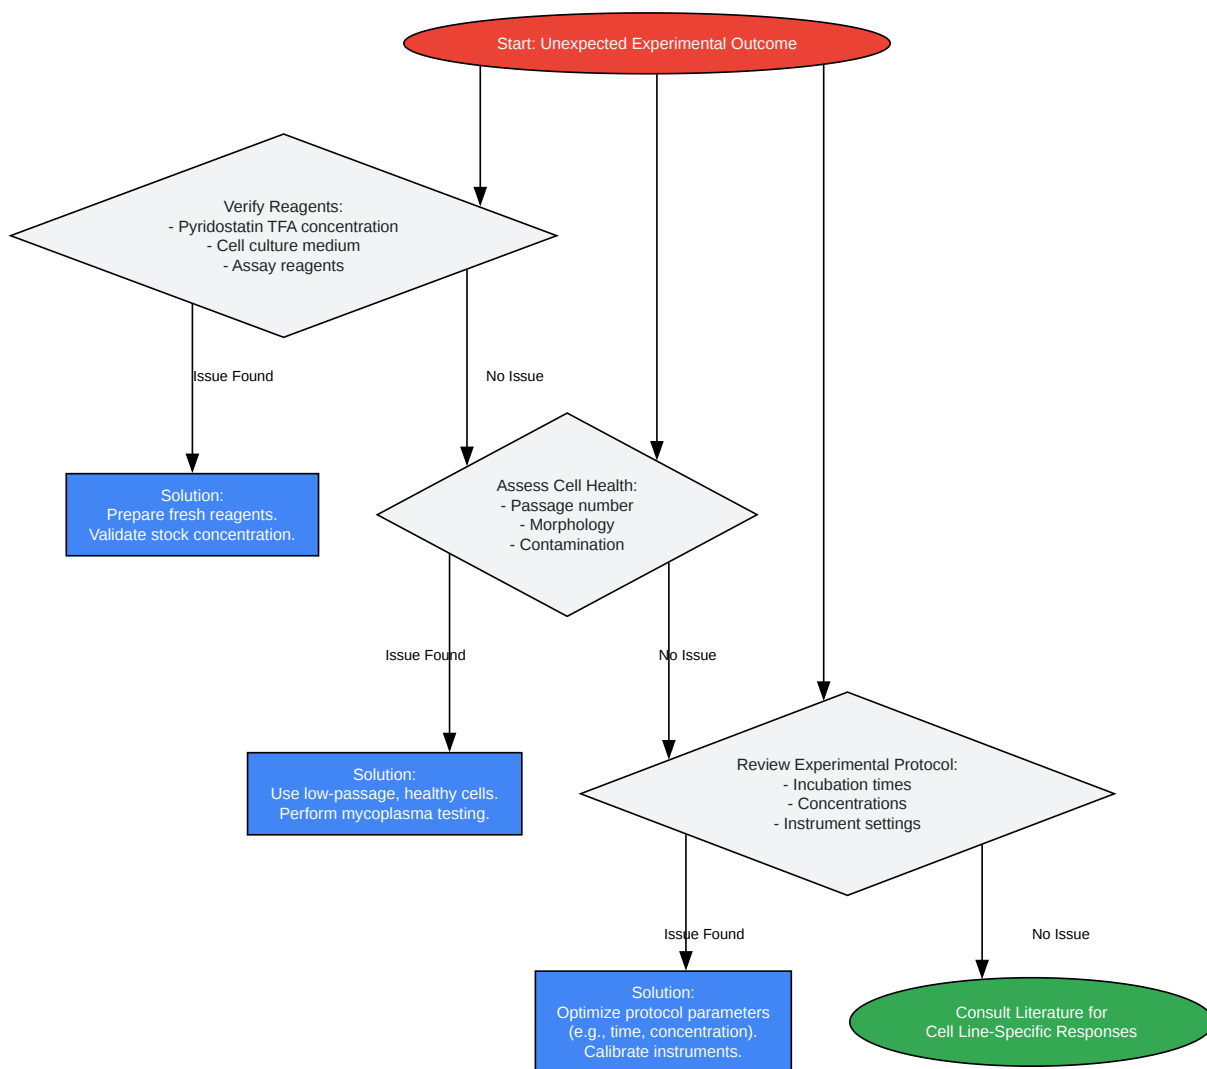 Start: Unexpected Experimental Outcome
Verify Reagents:
- Pyridostatin TFA concentration
- Cell culture medium
- Assay reagents
Issue Found
No Issue
Solution:
Prepare fresh reagents.
Validate stock concentration.
Assess Cell Health:
- Passage number
- Morphology
- Contamination
Issue Found
No Issue
Solution:
Use low-passage, healthy cells.
Perform mycoplasma testing.
Review Experimental Protocol:
- Incubation times
- Concentrations
- Instrument settings
Issue Found
No Issue
Solution:
Optimize protocol parameters
(e.g., time, concentration).
Calibrate instruments.
Consult Literature for
Cell Line-Specific Responses